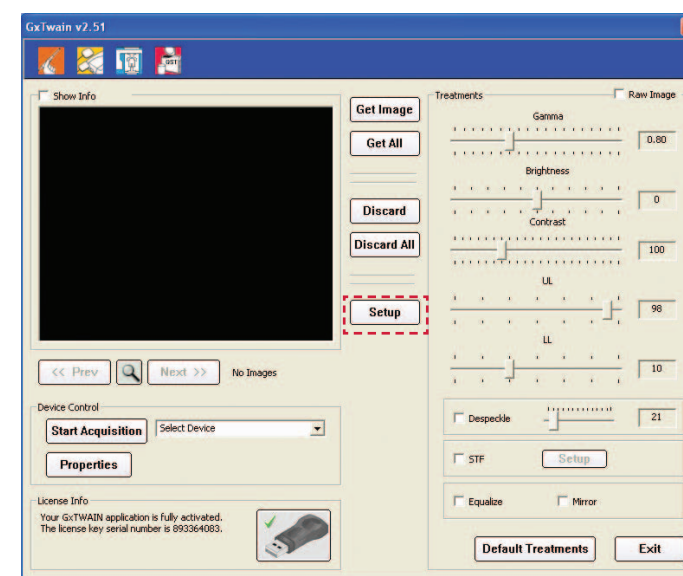 GxTwain v2.51
Show Info
Get Image
Get All
Discard
Discard All
Setup
<< Prev
Next >>
No Images
Device Control
Start Acquisition
Select Device
Properties
License Info
Your GxTWAIN application is fully activated.
The license key serial number is 893364083.
Treatments
Raw Image
Gamma
0.80
Brightness
0
Contrast
100
UL
98
LL
10
Despeckle
21
STF
Setup
Equalize
Mirror
Default Treatments
Exit